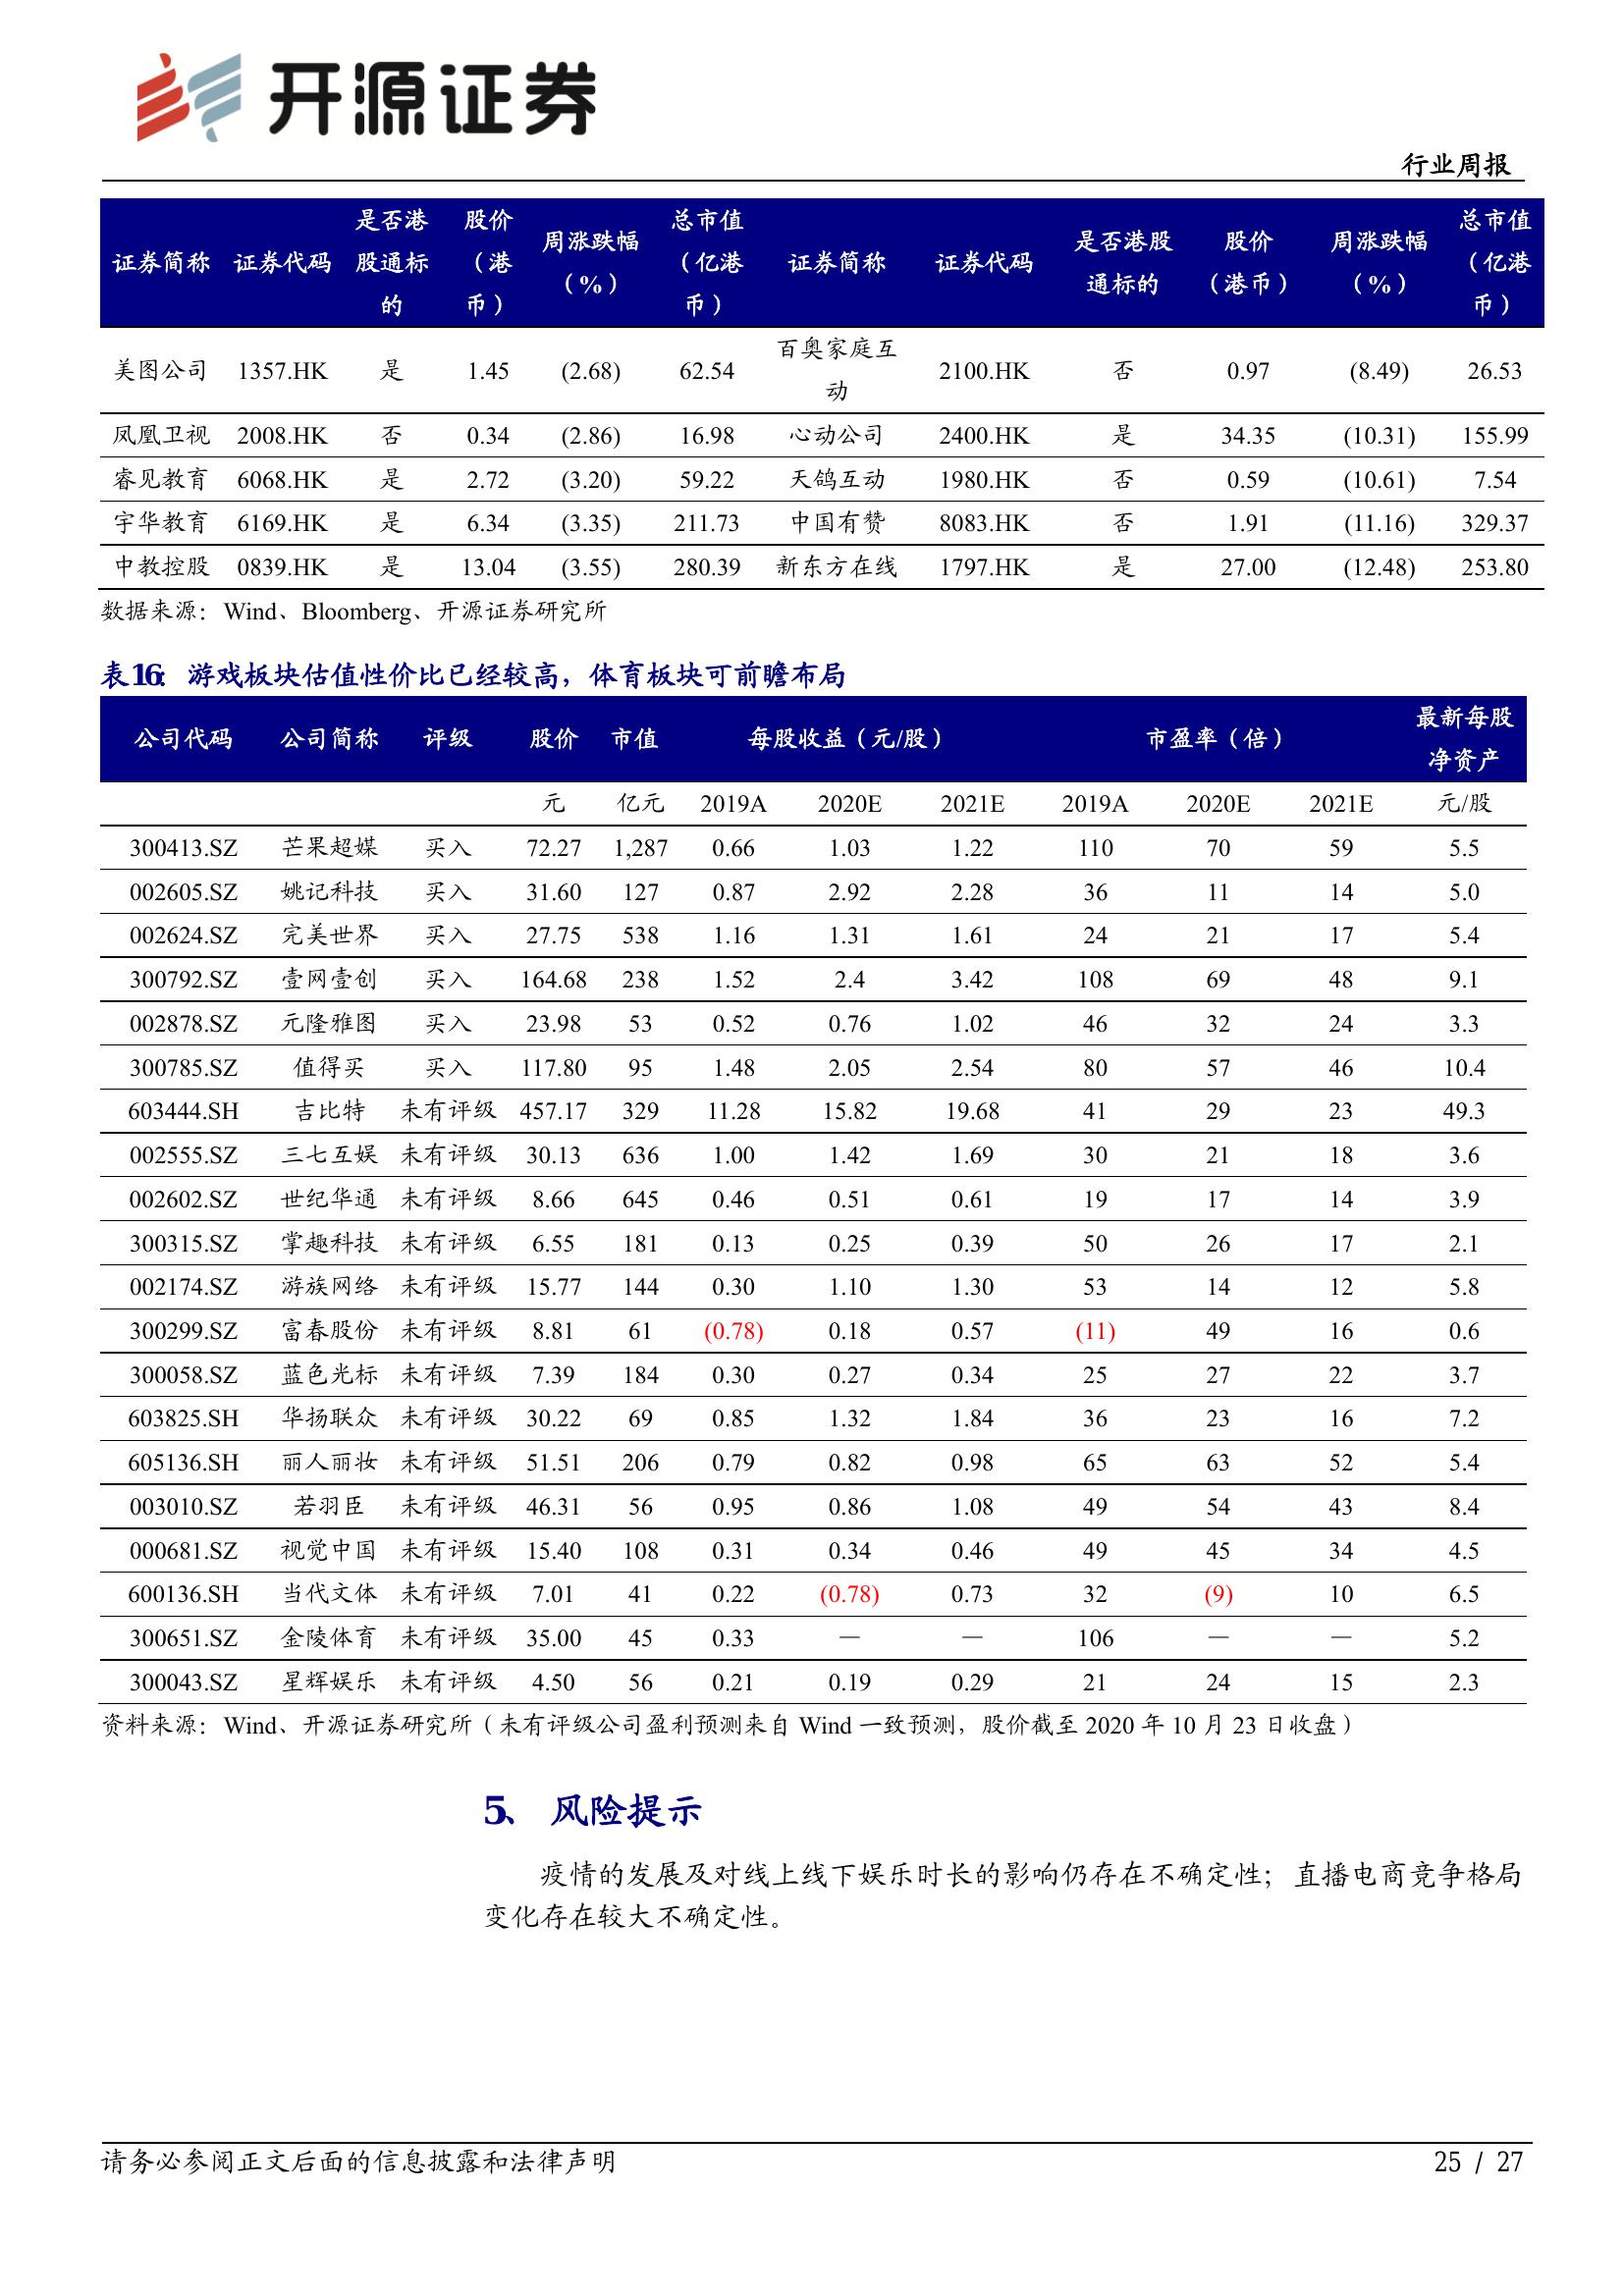 开源证券
行业周报
证券简称 证券代码 是否港股通标的 股价（港币） 周涨跌幅（%） 总市值（亿港币） 证券简称 证券代码 是否港股通标的 股价（港币） 周涨跌幅（%） 总市值（亿港币）
美图公司 1357.HK 是 1.45 (2.68) 62.54 百奥家庭互动 2100.HK 否 0.97 (8.49) 26.53
凤凰卫视 2008.HK 否 0.34 (2.86) 16.98 心动公司 2400.HK 是 34.35 (10.31) 155.99
睿见教育 6068.HK 是 2.72 (3.20) 59.22 天鸽互动 1980.HK 否 0.59 (10.61) 7.54
宇华教育 6169.HK 是 6.34 (3.35) 211.73 中国有赞 8083.HK 否 1.91 (11.16) 329.37
中教控股 0839.HK 是 13.04 (3.55) 280.39 新东方在线 1797.HK 是 27.00 (12.48) 253.80
数据来源：Wind、Bloomberg、开源证券研究所
表16：游戏板块估值性价比已经较高，体育板块可前瞻布局
公司代码 公司简称 评级 股价 市值 每股收益（元/股） 市盈率（倍） 最新每股净资产
元 亿元 2019A 2020E 2021E 2019A 2020E 2021E 元/股
300413.SZ 芒果超媒 买入 72.27 1,287 0.66 1.03 1.22 110 70 59 5.5
002605.SZ 姚记科技 买入 31.60 127 0.87 2.92 2.28 36 11 14 5.0
002624.SZ 完美世界 买入 27.75 538 1.16 1.31 1.61 24 21 17 5.4
300792.SZ 壹网壹创 买入 164.68 238 1.52 2.4 3.42 108 69 48 9.1
002878.SZ 元隆雅图 买入 23.98 53 0.52 0.76 1.02 46 32 24 3.3
300785.SZ 值得买 买入 117.80 95 1.48 2.05 2.54 80 57 46 10.4
603444.SH 吉比特 未有评级 457.17 329 11.28 15.82 19.68 41 29 23 49.3
002555.SZ 三七互娱 未有评级 30.13 636 1.00 1.42 1.69 30 21 18 3.6
002602.SZ 世纪华通 未有评级 8.66 645 0.46 0.51 0.61 19 17 14 3.9
300315.SZ 掌趣科技 未有评级 6.55 181 0.13 0.25 0.39 50 26 17 2.1
002174.SZ 游族网络 未有评级 15.77 144 0.30 1.10 1.30 53 14 12 5.8
300299.SZ 富春股份 未有评级 8.81 61 (0.78) 0.18 0.57 (11) 49 16 0.6
300058.SZ 蓝色光标 未有评级 7.39 184 0.30 0.27 0.34 25 27 22 3.7
603825.SH 华扬联众 未有评级 30.22 69 0.85 1.32 1.84 36 23 16 7.2
605136.SH 丽人丽妆 未有评级 51.51 206 0.79 0.82 0.98 65 63 52 5.4
003010.SZ 若羽臣 未有评级 46.31 56 0.95 0.86 1.08 49 54 43 8.4
000681.SZ 视觉中国 未有评级 15.40 108 0.31 0.34 0.46 49 45 34 4.5
600136.SH 当代文体 未有评级 7.01 41 0.22 (0.78) 0.73 32 (9) 10 6.5
300651.SZ 金陵体育 未有评级 35.00 45 0.33 — — 106 — — 5.2
300043.SZ 星辉娱乐 未有评级 4.50 56 0.21 0.19 0.29 21 24 15 2.3
资料来源：Wind、开源证券研究所（未有评级公司盈利预测来自 Wind 一致预测，股价截至 2020 年 10 月 23 日收盘）
5、 风险提示
疫情的发展及对线上线下娱乐时长的影响仍存在不确定性；直播电商竞争格局
变化存在较大不确定性。
请务必参阅正文后面的信息披露和法律声明 25 / 27